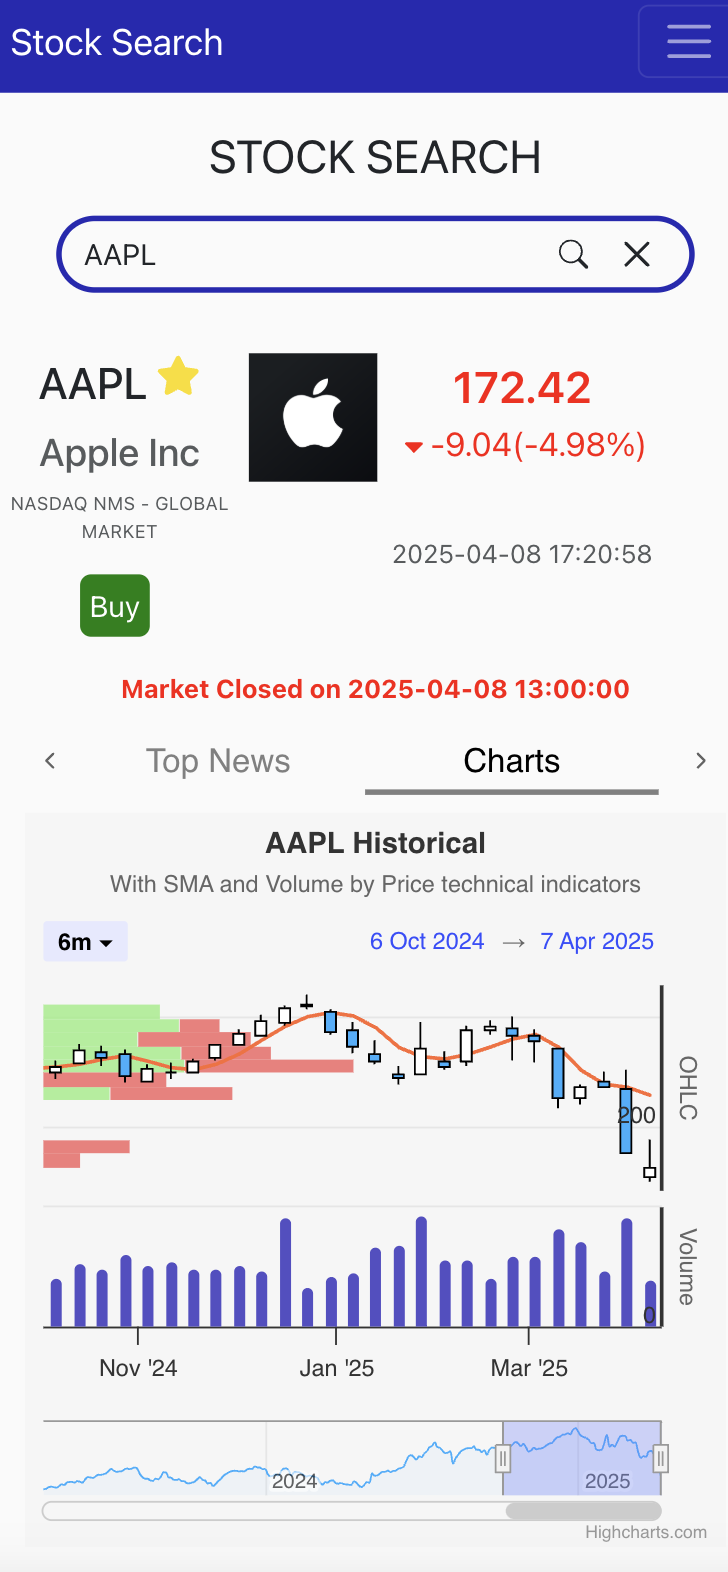 Stock Search
STOCK SEARCH
AAPL
AAPL
Apple Inc
NASDAQ NMS - GLOBAL
MARKET
Buy
172.42
-9.04(-4.98%)
2025-04-08 17:20:58
Market Closed on 2025-04-08 13:00:00
Top News
Charts
AAPL Historical
With SMA and Volume by Price technical indicators
6m
6 Oct 2024 → 7 Apr 2025
OHLC
200
Volume
0
Nov '24
Jan '25
Mar '25
2024
2025
Highcharts.com